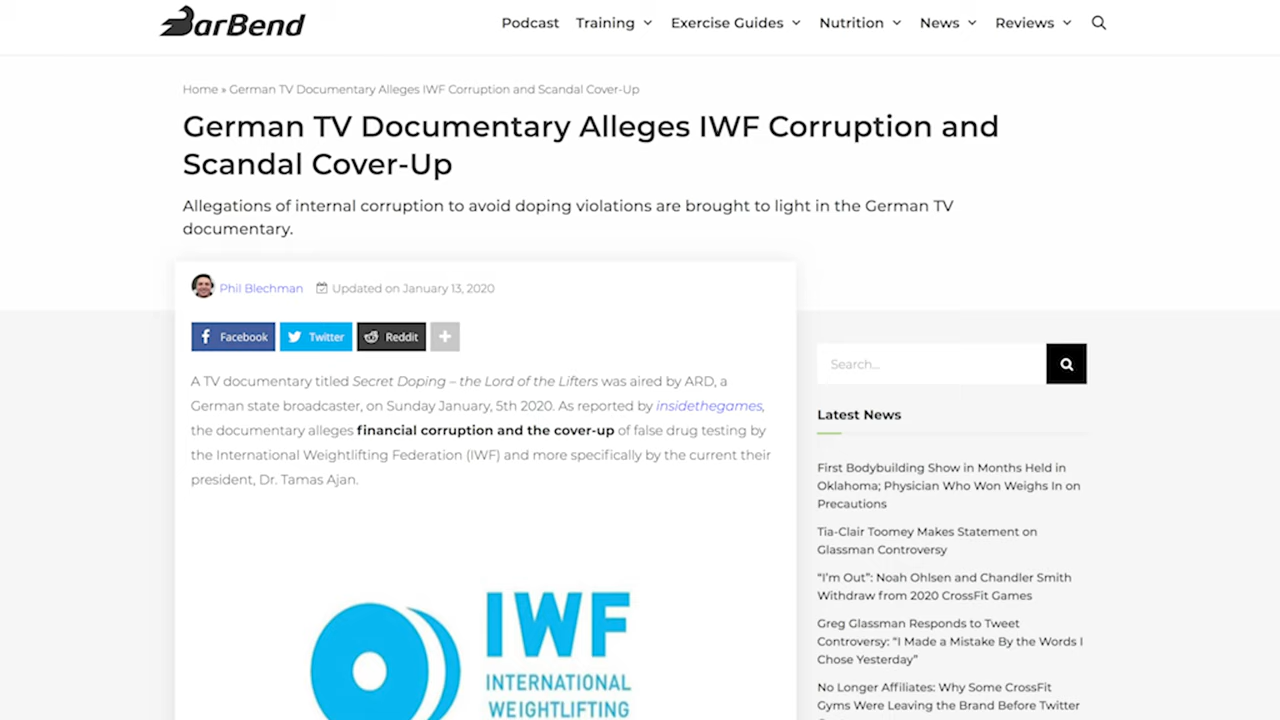 BarBend
Podcast Training Exercise Guides Nutrition News Reviews
Home » German TV Documentary Alleges IWF Corruption and Scandal Cover-Up
German TV Documentary Alleges IWF Corruption and
Scandal Cover-Up
Allegations of internal corruption to avoid doping violations are brought to light in the German TV
documentary.
Phil Blechman Updated on January 13, 2020
Facebook Twitter Reddit
A TV documentary titled Secret Doping – the Lord of the Lifters was aired by ARD, a
German state broadcaster, on Sunday January, 5th 2020. As reported by insidethegames,
the documentary alleges financial corruption and the cover-up of false drug testing by
the International Weightlifting Federation (IWF) and more specifically by the current their
president, Dr. Tamas Ajan.
IWF
INTERNATIONAL
WEIGHTLIFTING
Search...
Latest News
First Bodybuilding Show in Months Held in
Oklahoma; Physician Who Won Weighs In on
Precautions
Tia-Clair Toomey Makes Statement on
Glassman Controversy
“I’m Out”: Noah Ohlsen and Chandler Smith
Withdraw from 2020 CrossFit Games
Greg Glassman Responds to Tweet
Controversy: “I Made a Mistake By the Words I
Chose Yesterday”
No Longer Affiliates: Why Some CrossFit
Gyms Were Leaving the Brand Before Twitter